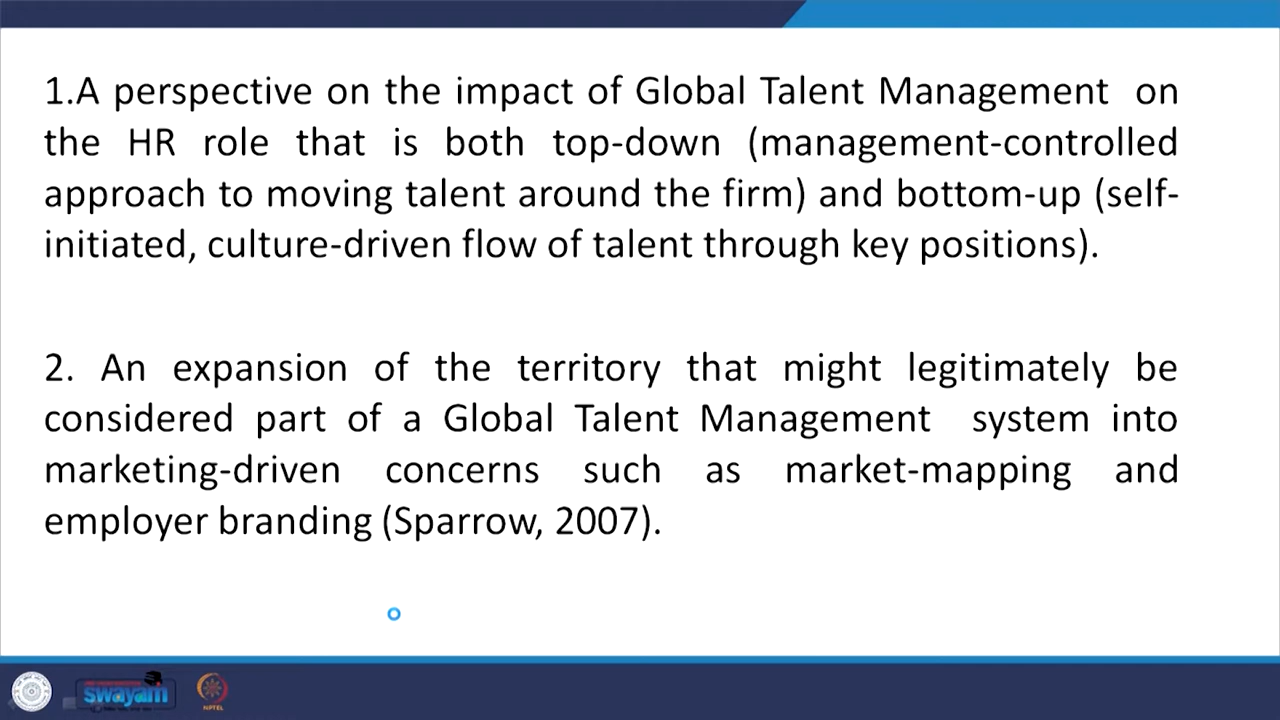 1.A perspective on the impact of Global Talent Management on
the HR role that is both top-down (management-controlled
approach to moving talent around the firm) and bottom-up (self-
initiated, culture-driven flow of talent through key positions).
2. An expansion of the territory that might legitimately be
considered part of a Global Talent Management system into
marketing-driven concerns such as market-mapping and
employer branding (Sparrow, 2007).
swayam
NPTEL